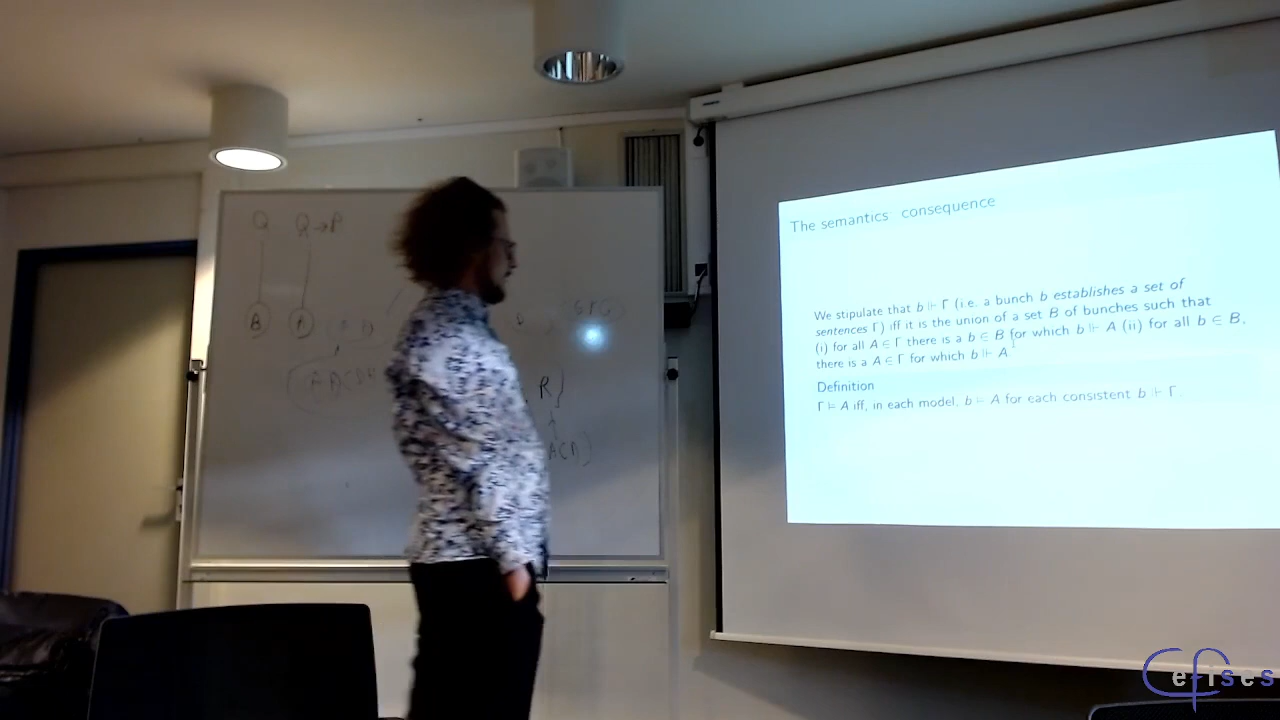 Q Q→P
B A
R}
The semantics consequence
We stipulate that b ⊩ Γ (i.e. a bunch b establishes a set of
sentences Γ) iff it is the union of a set B of bunches such that
(i) for all A ∈ Γ there is a b ∈ B for which b ⊩ A (ii) for all b ∈ B,
there is a A ∈ Γ for which b ⊩ A.
Definition
Γ ⊨ A iff, in each model, b ⊨ A for each consistent b ⊩ Γ.
Cefises